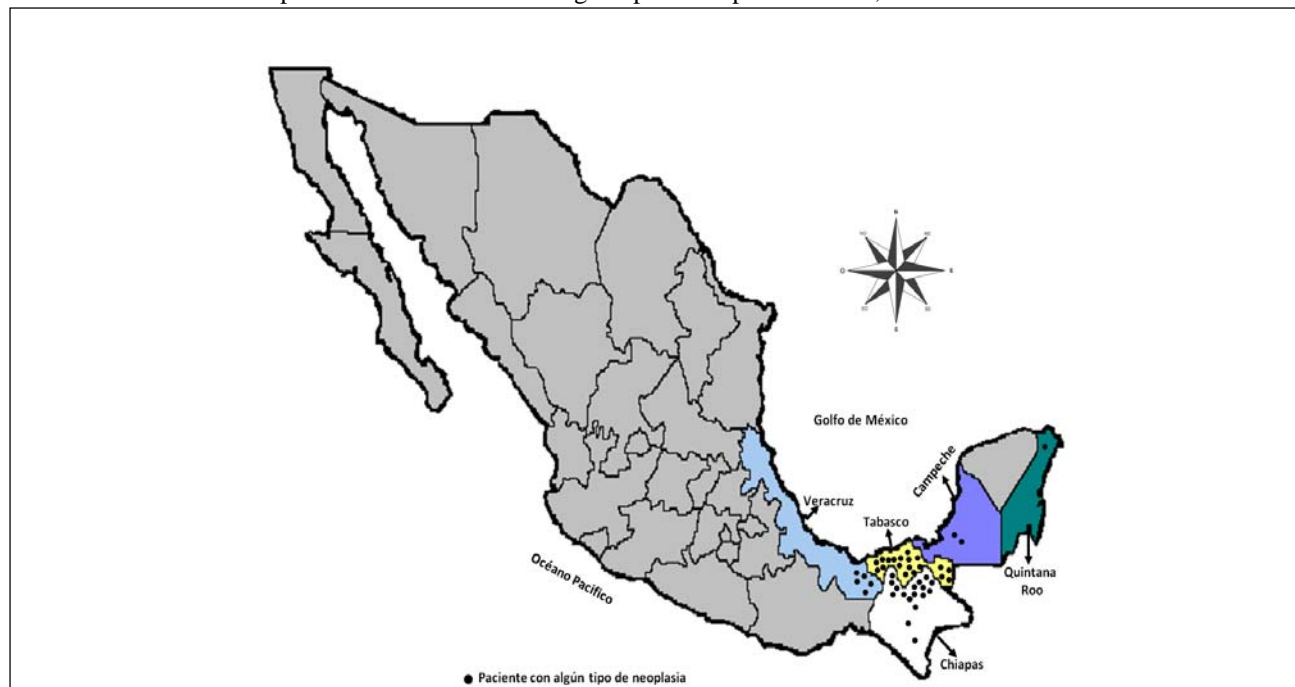 Golfo de México
Campeche
Veracruz
Tabasco
Océano Pacífico
Quintana
Roo
Chiapas
Paciente con algún tipo de neoplasia
N
E
S
O